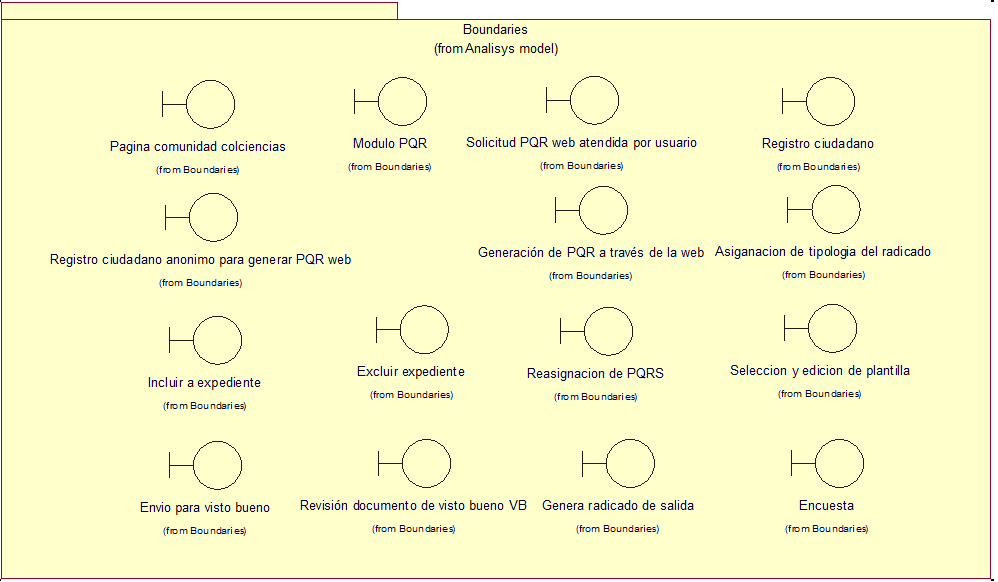 Boundaries
(from Analisys model)
Pagina comunidad colciencias
(from Boundaries)
Modulo PQR
(from Boundaries)
Solicitud PQR web atendida por usuario
(from Boundaries)
Registro ciudadano
(from Boundaries)
Registro ciudadano anonimo para generar PQR web
(from Boundaries)
Generación de PQR a través de la web
(from Boundaries)
Asiganacion de tipologia del radicado
(from Boundaries)
Incluir a expediente
(from Boundaries)
Excluir expediente
(from Boundaries)
Reasignacion de PQRS
(from Boundaries)
Seleccion y edicion de plantilla
(from Boundaries)
Envio para visto bueno
(from Boundaries)
Revisión documento de visto bueno VB
(from Boundaries)
Genera radicado de salida
(from Boundaries)
Encuesta
(from Boundaries)